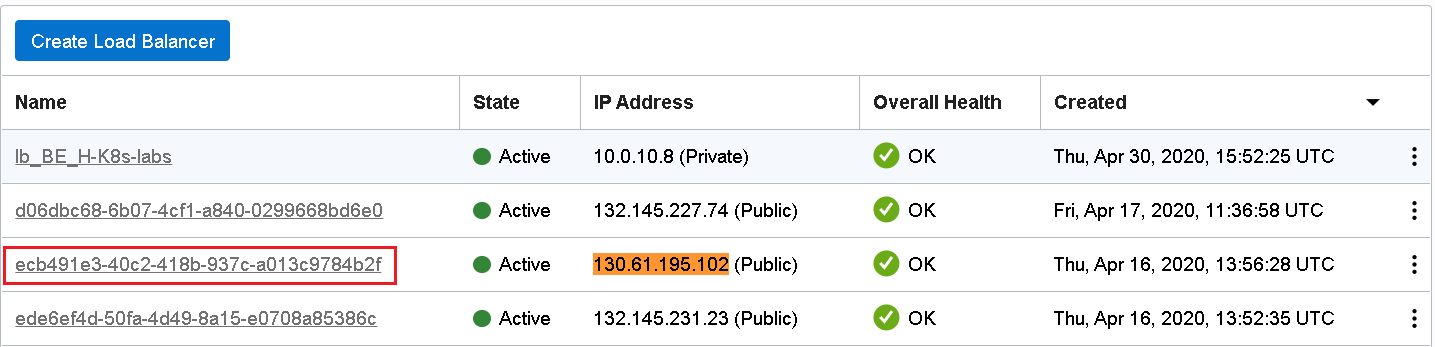 Create Load Balancer
Name State IP Address Overall Health Created
lb_BE_H-K8s-labs Active 10.0.10.8 (Private) OK Thu, Apr 30, 2020, 15:52:25 UTC
d06dbc68-6b07-4cf1-a840-0299668bd6e0 Active 132.145.227.74 (Public) OK Fri, Apr 17, 2020, 11:36:58 UTC
ecb491e3-40c2-418b-937c-a013c9784b2f Active 130.61.195.102 (Public) OK Thu, Apr 16, 2020, 13:56:28 UTC
ede6ef4d-50fa-4d49-8a15-e0708a85386c Active 132.145.231.23 (Public) OK Thu, Apr 16, 2020, 13:52:35 UTC